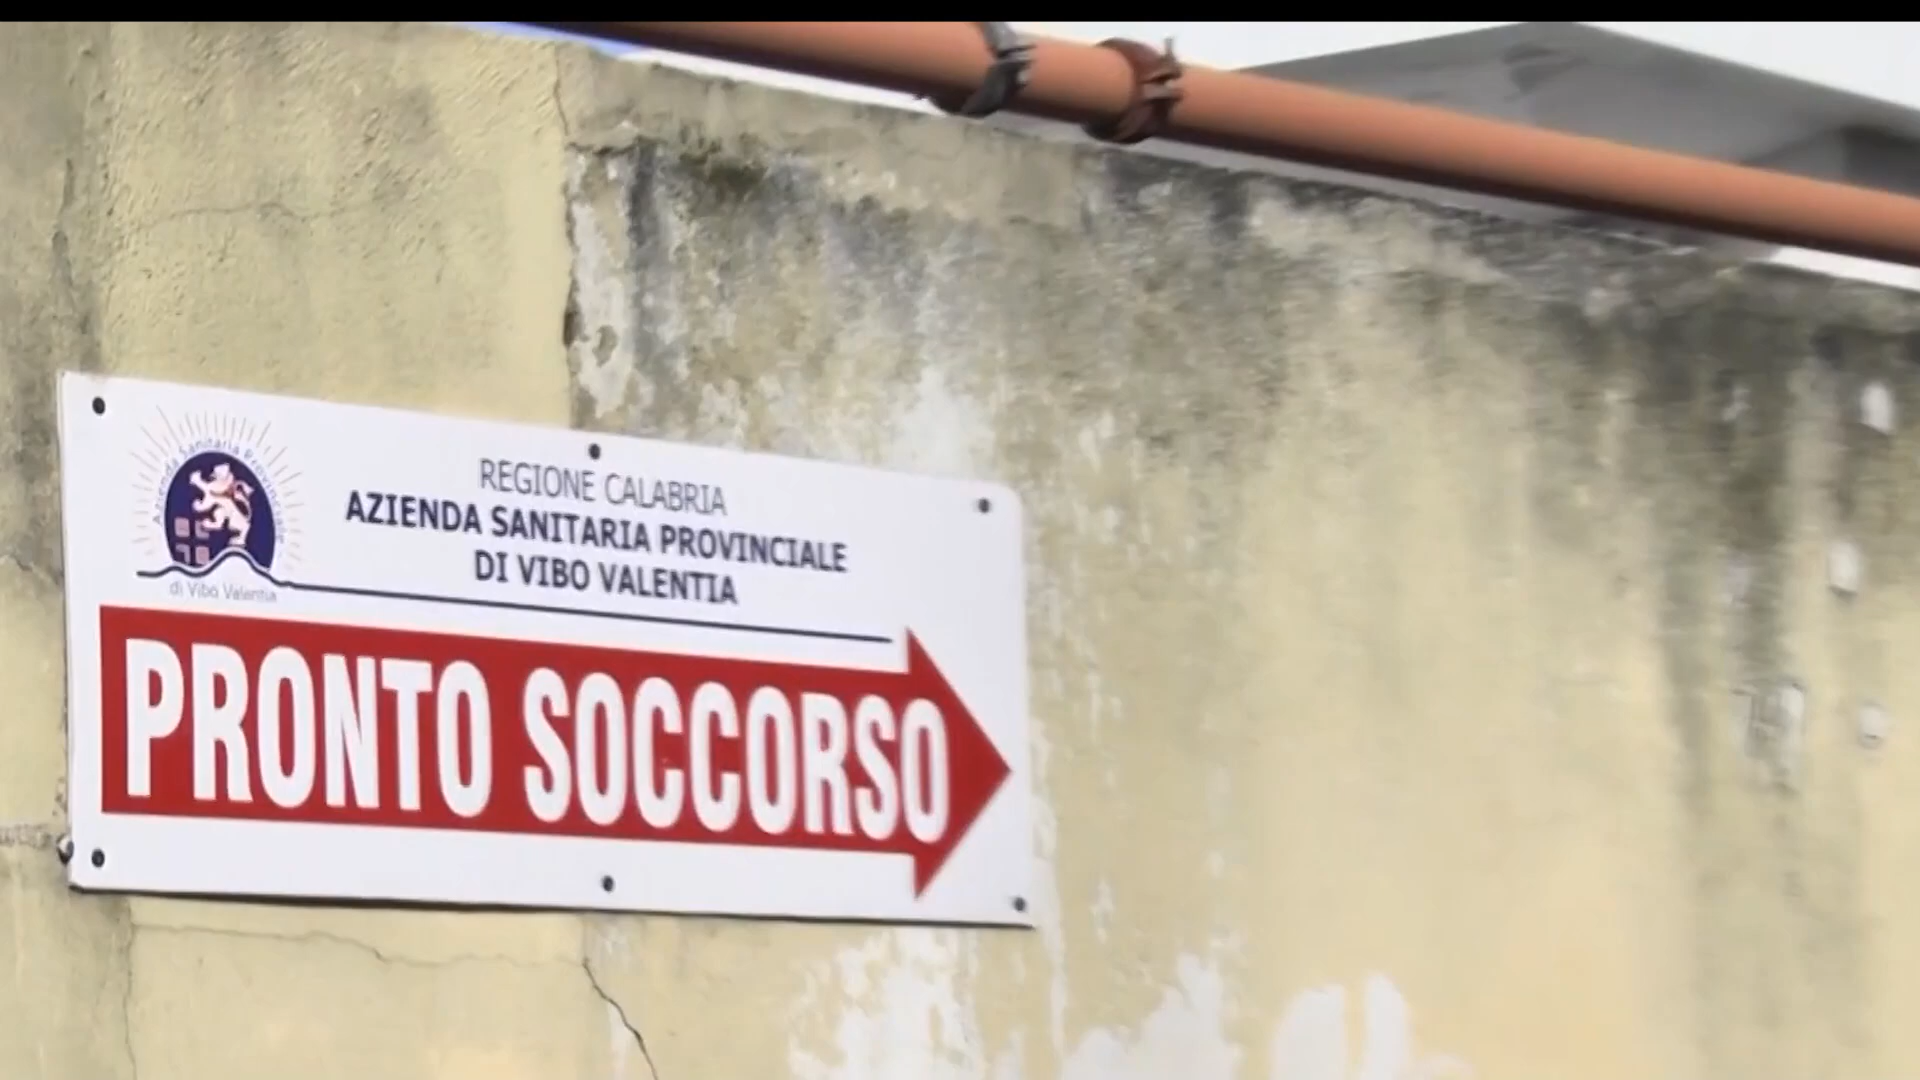 Azienda Sanitaria Provinciale
di Vibo Valentia
REGIONE CALABRIA
AZIENDA SANITARIA PROVINCIALE
DI VIBO VALENTIA
PRONTO SOCCORSO